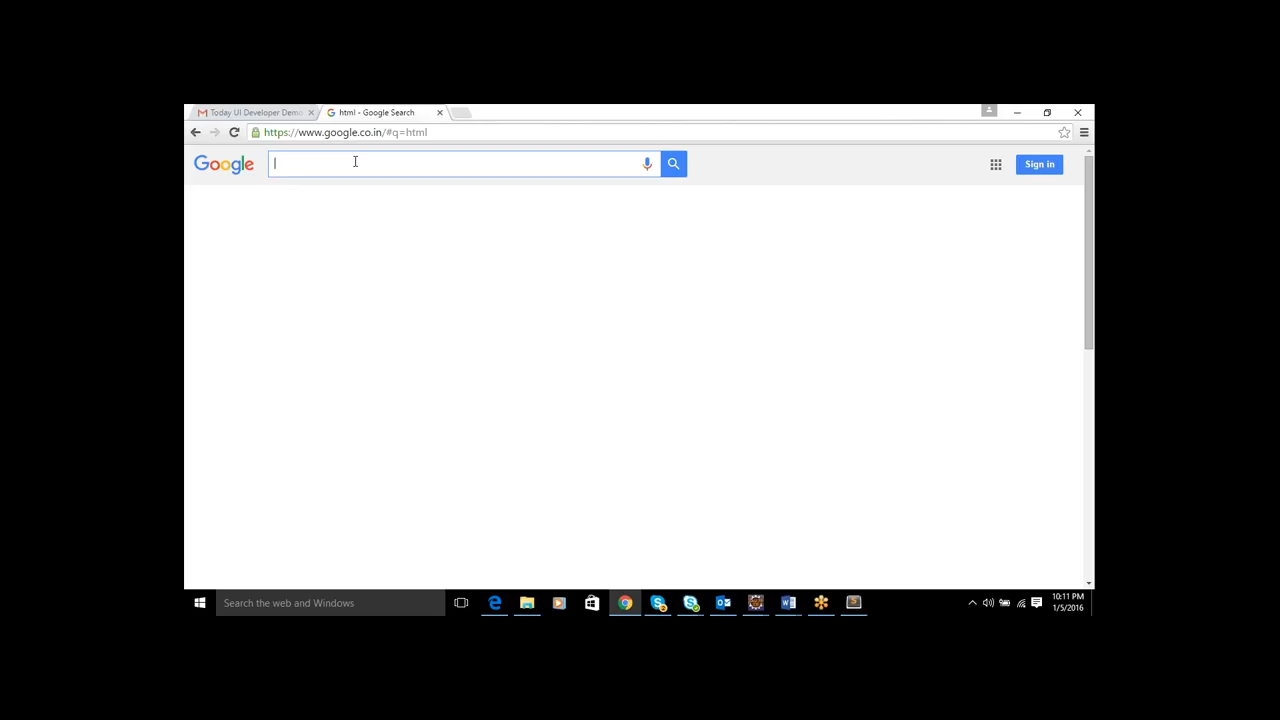 Today UI Developer Demo
html - Google Search
https://www.google.co.in/#q=html
Google
Sign in
Search the web and Windows
10:11 PM
1/5/2016